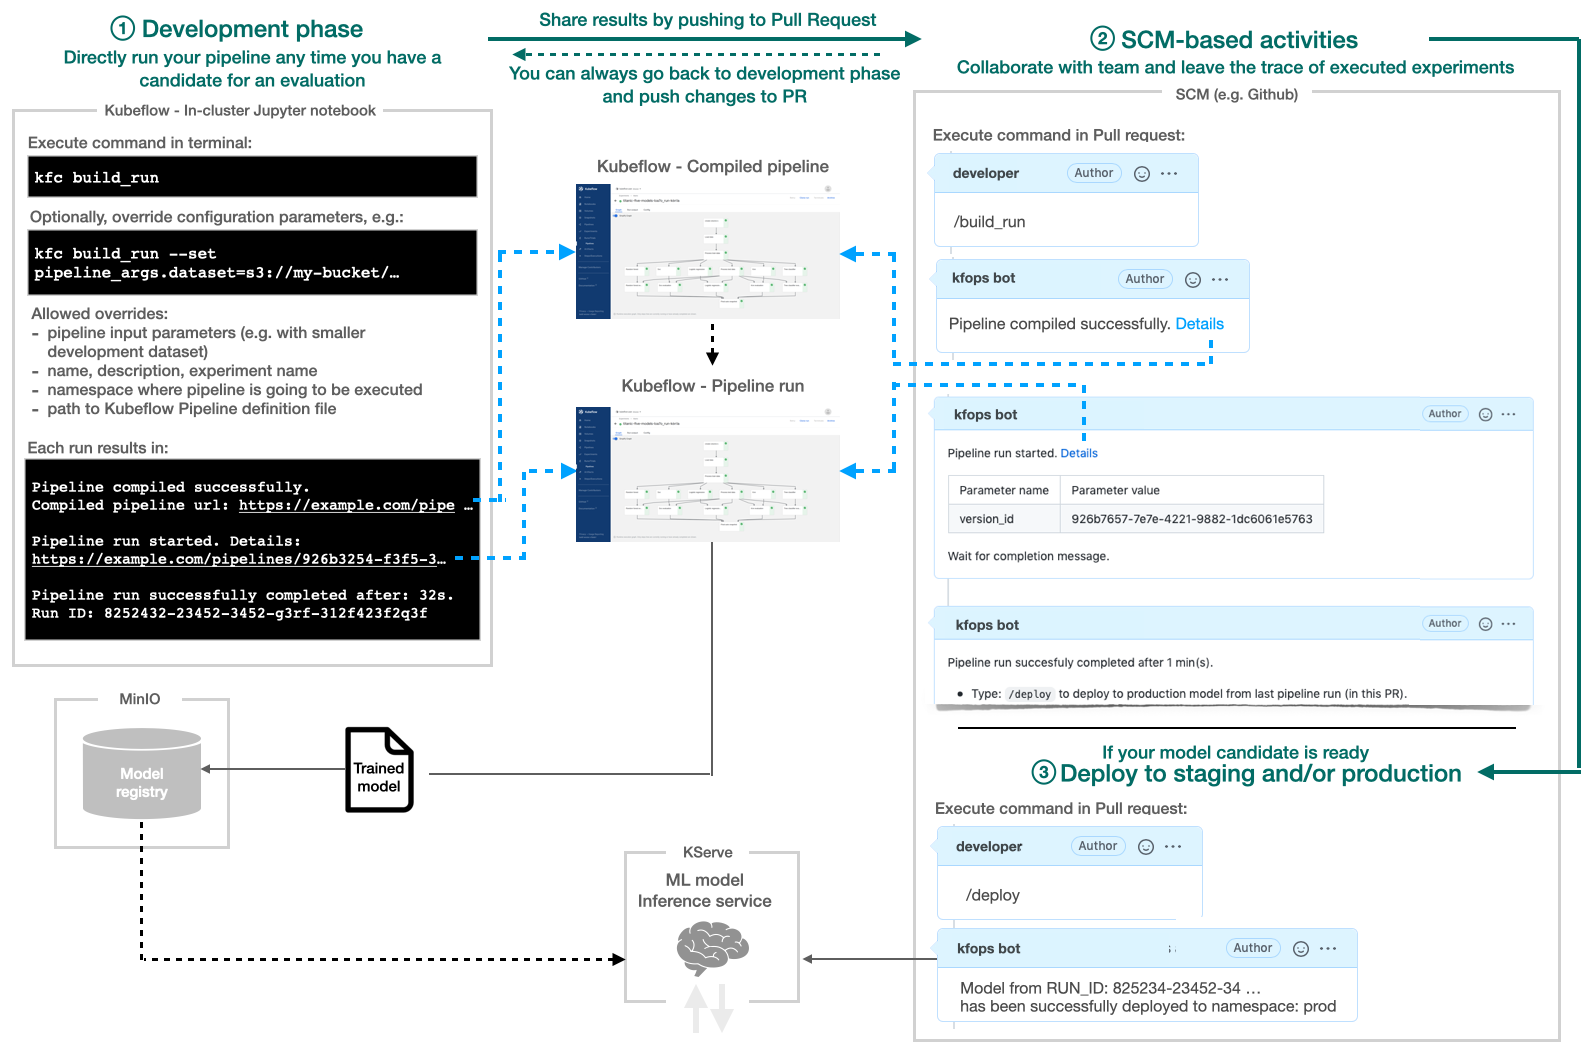 ① Development phase
Directly run your pipeline any time you have a
candidate for an evaluation
Share results by pushing to Pull Request
You can always go back to development phase
and push changes to PR
② SCM-based activities
Collaborate with team and leave the trace of executed experiments
Kubeflow - In-cluster Jupyter notebook
Execute command in terminal:
kfc build_run
Optionally, override configuration parameters, e.g.:
kfc build_run --set
pipeline_args.dataset=s3://my-bucket/…
Allowed overrides:
- pipeline input parameters (e.g. with smaller
development dataset)
- name, description, experiment name
- namespace where pipeline is going to be executed
- path to Kubeflow Pipeline definition file
Each run results in:
Pipeline compiled successfully.
Compiled pipeline url: https://example.com/pipe …
Pipeline run started. Details:
https://example.com/pipelines/926b3254-f3f5-3…
Pipeline run successfully completed after: 32s.
Run ID: 8252432-23452-3452-g3rf-312f423f2q3f
Kubeflow - Compiled pipeline
Kubeflow
Kubeflow - Pipeline run
Kubeflow
SCM (e.g. Github)
Execute command in Pull request:
developer Author
/build_run
kfops bot Author
Pipeline compiled successfully. Details
kfops bot Author
Pipeline run started. Details
Parameter name Parameter value
version_id 926b7657-7e7e-4221-9882-1dc6061e5763
Wait for completion message.
kfops bot Author
Pipeline run succesfuly completed after 1 min(s).
• Type: /deploy to deploy to production model from last pipeline run (in this PR).
If your model candidate is ready
③ Deploy to staging and/or production
Execute command in Pull request:
developer Author
/deploy
kfops bot Author
Model from RUN_ID: 825234-23452-34 …
has been successfully deployed to namespace: prod
MinIO
Model
registry
Trained
model
KServe
ML model
Inference service